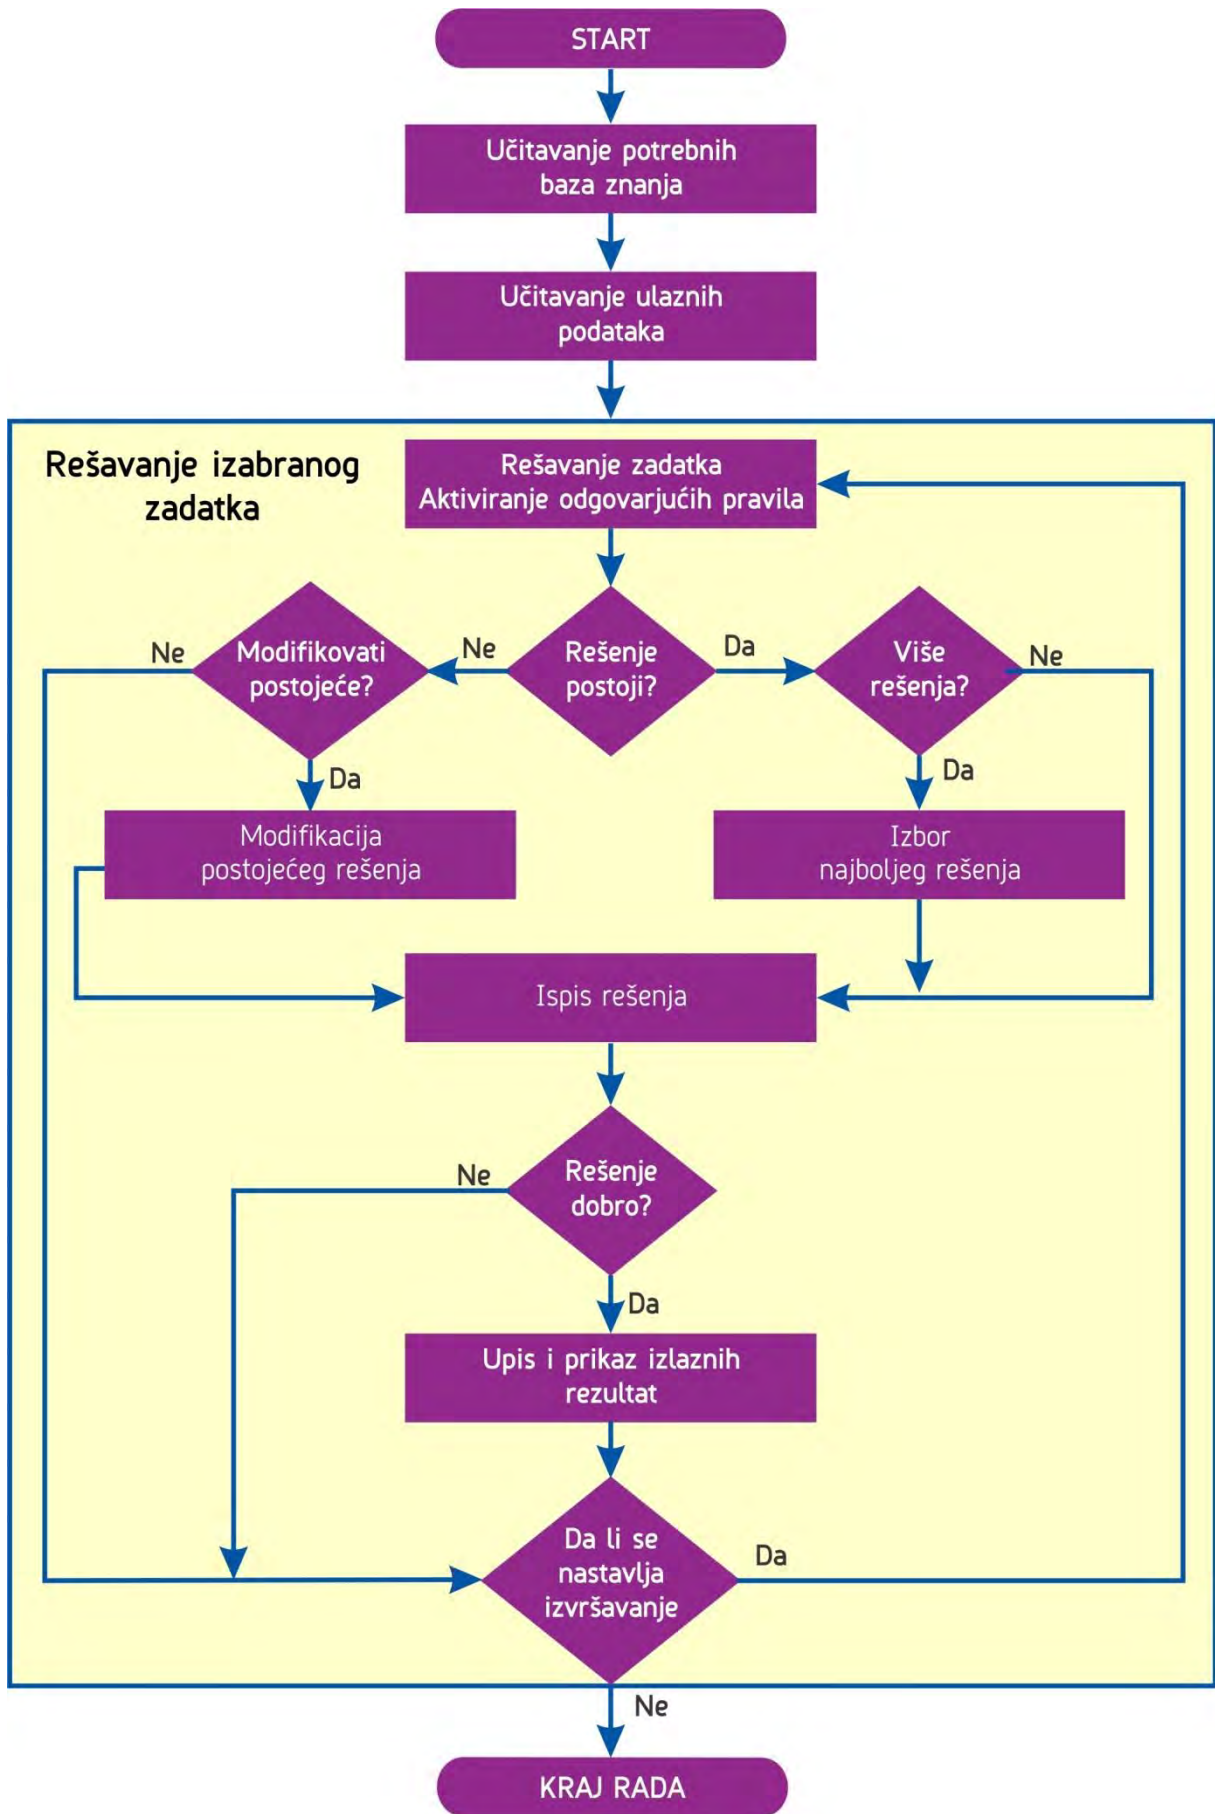 START
Učitavanje potrebnih
baza znanja
Učitavanje ulaznih
podataka
Rešavanje izabranog
zadatka
Rešavanje zadatka
Aktiviranje odgovarjućih pravila
Ne
Modifikovati
postojeće?
Ne
Rešenje
postoji?
Da
Više
rešenja?
Ne
Da
Da
Modifikacija
postojećeg rešenja
Izbor
najboljeg rešenja
Ispis rešenja
Ne
Rešenje
dobro?
Da
Upis i prikaz izlaznih
rezultat
Da li se
nastavlja
izvršavanje
Da
Ne
KRAJ RADA